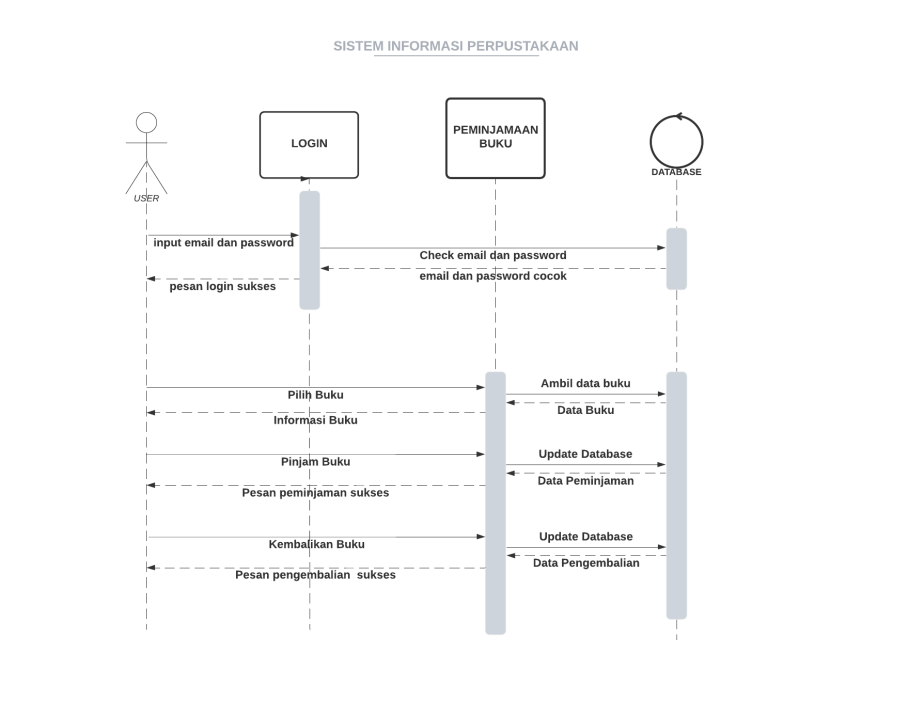 SISTEM INFORMASI PERPUSTAKAAN
LOGIN
PEMINJAMAAN
BUKU
DATABASE
USER
input email dan password
Check email dan password
email dan password cocok
pesan login sukses
Pilih Buku
Ambil data buku
Data Buku
Informasi Buku
Pinjam Buku
Update Database
Data Peminjaman
Pesan peminjaman sukses
Kembalikan Buku
Update Database
Data Pengembalian
Pesan pengembalian sukses